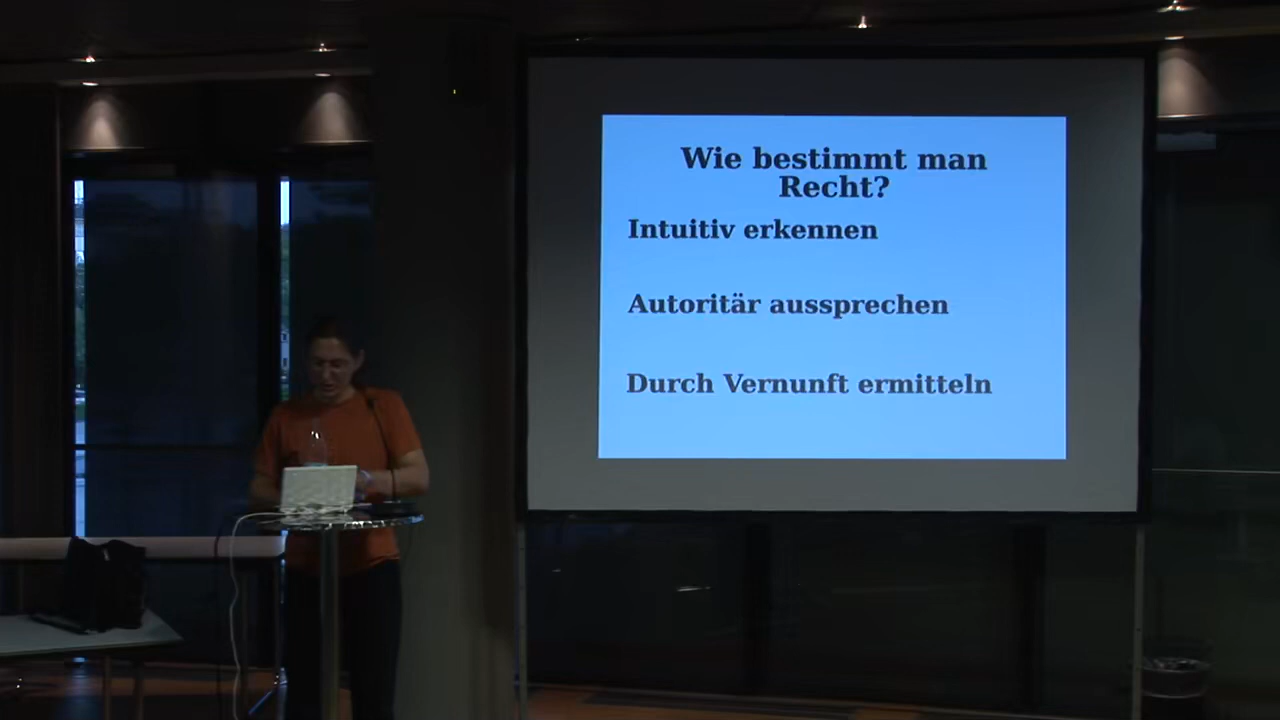 Wie bestimmt man
Recht?
Intuitiv erkennen
Autoritär aussprechen
Durch Vernunft ermitteln